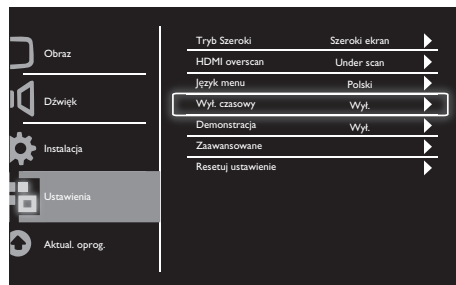 Obraz
Dźwięk
Instalacja
Ustawienia
Aktual. oprog.
Tryb Szeroki Szeroki ekran
HDMI overscan Under scan
Język menu Polski
Wył. czasowy Wył.
Demonstracja Wył.
Zaawansowane
Resetuj ustawienie